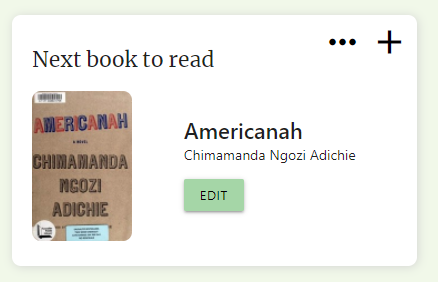 Next book to read
AMERICANAH
A NOVEL
CHIMAMANDA
NGOZI
ADICHIE
Americanah
Chimamanda Ngozi Adichie
EDIT